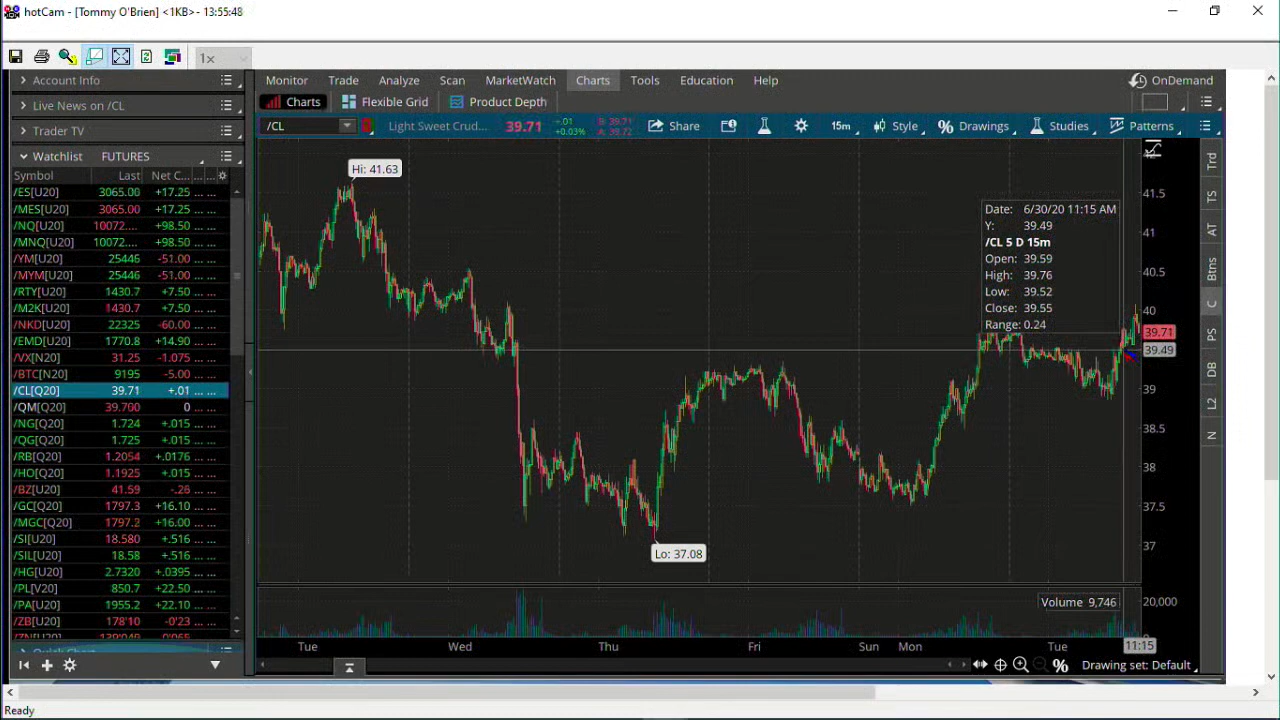 hotCam - [Tommy O'Brien] <1KB> - 13:55:48
1x
Account Info
Live News on /CL
Trader TV
Watchlist FUTURES
Symbol Last Net C... ... ...
/ES[U20] 3065.00 +17.25 ... ...
/MES[U20] 3065.00 +17.25 ... ...
/NQ[U20] 10072.... +98.50 ... ...
/MNQ[U20] 10072.... +98.50 ... ...
/YM[U20] 25446 -51.00 ... ...
/MYM[U20] 25446 -51.00 ... ...
/RTY[U20] 1430.7 +7.50 ... ...
/M2K[U20] 1430.7 +7.50 ... ...
/NKD[U20] 22325 -60.00 ... ...
/EMD[U20] 1770.8 +14.90 ... ...
/VX[N20] 31.25 -1.075 ... ...
/BTC[N20] 9195 -5.00 ... ...
/CL[Q20] 39.71 +.01 ... ...
/QM[Q20] 39.700 0 ... ...
/NG[Q20] 1.724 +.015 ... ...
/QG[Q20] 1.725 +.015 ... ...
/RB[Q20] 1.2054 +.0176 ... ...
/HO[Q20] 1.1925 +.015 ... ...
/BZ[U20] 41.59 -.26 ... ...
/GC[Q20] 1797.3 +16.10 ... ...
/MGC[Q20] 1797.2 +16.00 ... ...
/SI[U20] 18.580 +.516 ... ...
/SIL[U20] 18.58 +.516 ... ...
/HG[U20] 2.7320 +.0395 ... ...
/PL[V20] 850.7 +22.50 ... ...
/PA[U20] 1955.2 +22.10 ... ...
/ZB[U20] 178'10 -0'23 ... ...
Monitor Trade Analyze Scan MarketWatch Charts Tools Education Help OnDemand
Charts Flexible Grid Product Depth
/CL Light Sweet Crud... 39.71 +.01 +0.03% B: 39.71 A: 39.72 Share 15m Style Drawings Studies Patterns
Hi: 41.63
Date: 6/30/20 11:15 AM
Y: 39.49
/CL 5 D 15m
Open: 39.59
High: 39.76
Low: 39.52
Close: 39.55
Range: 0.24
Lo: 37.08
41.5
41
40.5
40
39.71
39.49
39
38.5
38
37.5
37
Volume 9,746
20,000
Tue Wed Thu Fri Sun Mon Tue 11:15
Drawing set: Default
Trd
TS
AT
Btns
C
PS
DB
L2
N
Ready